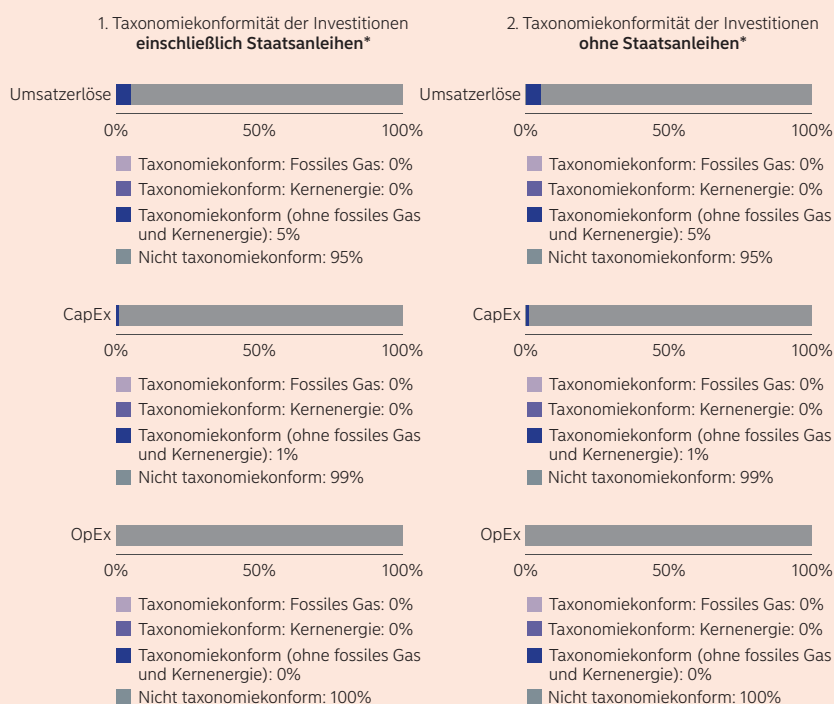 1. Taxonomiekonformität der Investitionen
einschließlich Staatsanleihen*
Umsatzerlöse
0% 50% 100%
Taxonomiekonform: Fossiles Gas: 0%
Taxonomiekonform: Kernenergie: 0%
Taxonomiekonform (ohne fossiles Gas
und Kernenergie): 5%
Nicht taxonomiekonform: 95%
CapEx
0% 50% 100%
Taxonomiekonform: Fossiles Gas: 0%
Taxonomiekonform: Kernenergie: 0%
Taxonomiekonform (ohne fossiles Gas
und Kernenergie): 1%
Nicht taxonomiekonform: 99%
OpEx
0% 50% 100%
Taxonomiekonform: Fossiles Gas: 0%
Taxonomiekonform: Kernenergie: 0%
Taxonomiekonform (ohne fossiles Gas
und Kernenergie): 0%
Nicht taxonomiekonform: 100%
2. Taxonomiekonformität der Investitionen
ohne Staatsanleihen*
Umsatzerlöse
0% 50% 100%
Taxonomiekonform: Fossiles Gas: 0%
Taxonomiekonform: Kernenergie: 0%
Taxonomiekonform (ohne fossiles Gas
und Kernenergie): 5%
Nicht taxonomiekonform: 95%
CapEx
0% 50% 100%
Taxonomiekonform: Fossiles Gas: 0%
Taxonomiekonform: Kernenergie: 0%
Taxonomiekonform (ohne fossiles Gas
und Kernenergie): 1%
Nicht taxonomiekonform: 99%
OpEx
0% 50% 100%
Taxonomiekonform: Fossiles Gas: 0%
Taxonomiekonform: Kernenergie: 0%
Taxonomiekonform (ohne fossiles Gas
und Kernenergie): 0%
Nicht taxonomiekonform: 100%